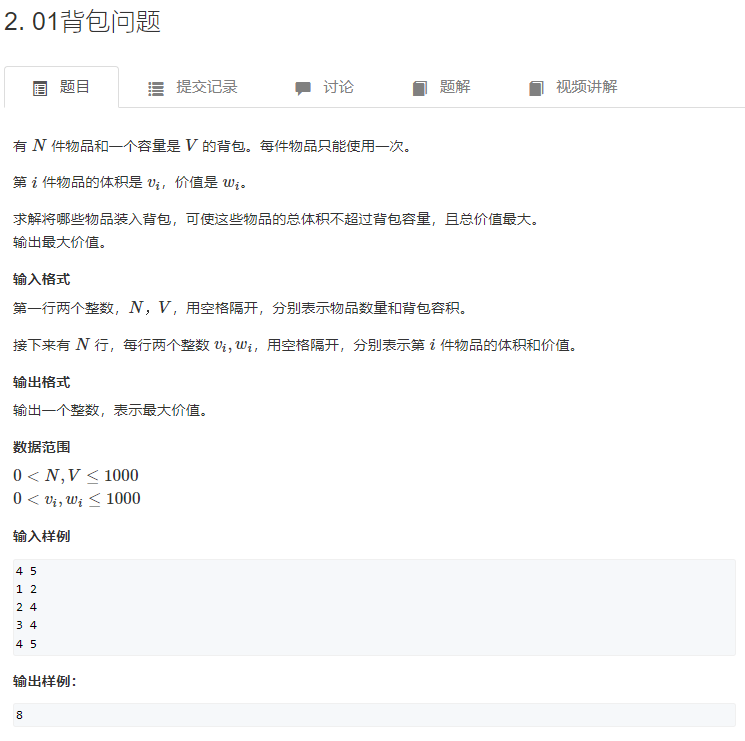 2. 01背包问题
题目 提交记录 讨论 题解 视频讲解
有 N 件物品和一个容量是 V 的背包。每件物品只能使用一次。
第 i 件物品的体积是 vi，价值是 wi。
求解将哪些物品装入背包，可使这些物品的总体积不超过背包容量，且总价值最大。
输出最大价值。
输入格式
第一行两个整数，N，V，用空格隔开，分别表示物品数量和背包容积。
接下来有 N 行，每行两个整数 vi, wi，用空格隔开，分别表示第 i 件物品的体积和价值。
输出格式
输出一个整数，表示最大价值。
数据范围
0 < N, V ≤ 1000
0 < vi, wi ≤ 1000
输入样例
4 5
1 2
2 4
3 4
4 5
输出样例：
8